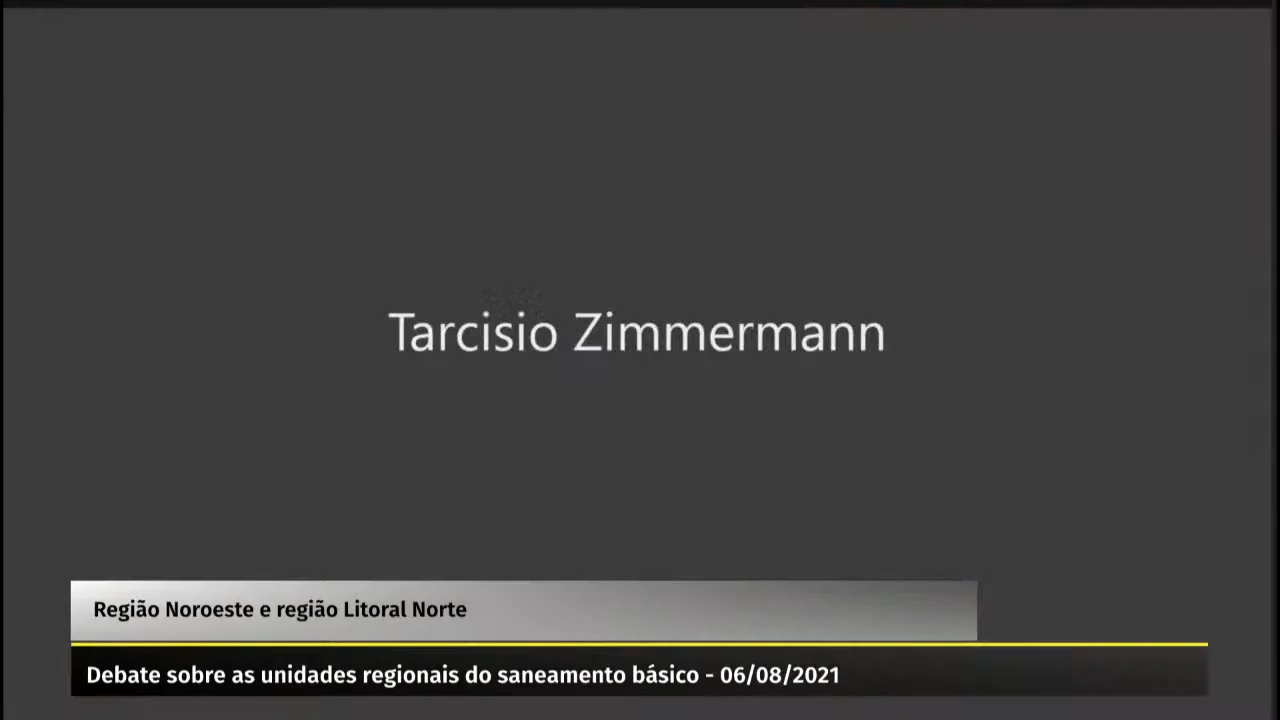 Tarcisio Zimmermann
Região Noroeste e região Litoral Norte
Debate sobre as unidades regionais do saneamento básico - 06/08/2021